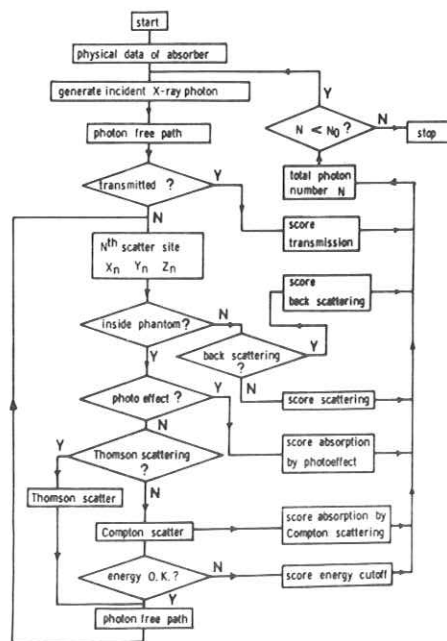 start
physical data of absorber
generate incident X-ray photon
Y
N
N < N0 ?
stop
photon free path
transmitted ?
Y
total photon
number N
N
score
transmission
Nth scatter site
Xn Yn Zn
score
back scattering
inside phantom?
N
Y
back scattering
?
Y
N
photo effect ?
Y
score scattering
N
Y
Thomson scattering
?
score absorption
by photoeffect
Thomson scatter
N
Compton scatter
score absorption by
Compton scattering
energy O.K.?
N
score energy cutoff
Y
photon free path